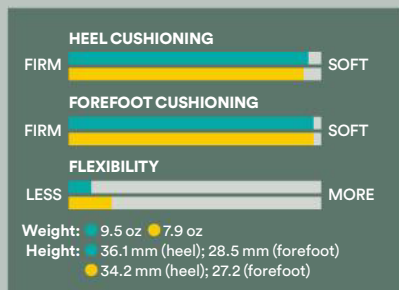 HEEL CUSHIONING
FIRM SOFT
FOREFOOT CUSHIONING
FIRM SOFT
FLEXIBILITY
LESS MORE
Weight: 9.5 oz 7.9 oz
Height: 36.1 mm (heel); 28.5 mm (forefoot)
34.2 mm (heel); 27.2 (forefoot)